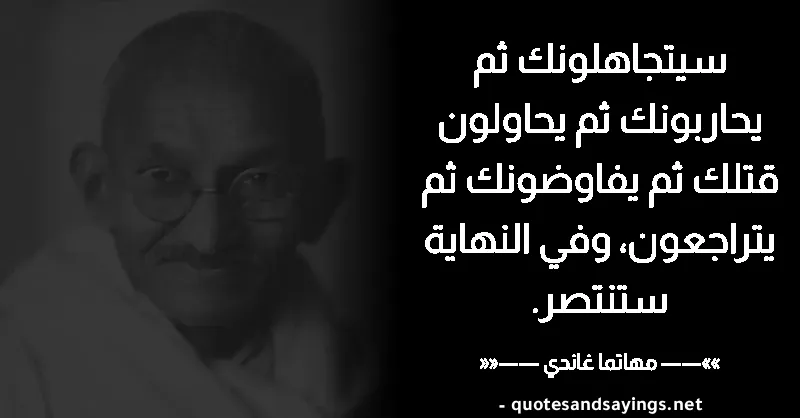 سيتجاهلونك ثم
يحاربونك ثم يحاولون
قتلك ثم يفاوضونك ثم
يتراجعون، وفي النهاية
ستنتصر.
»»—— مهاتما غاندي ——««
- quotesandsayings.net